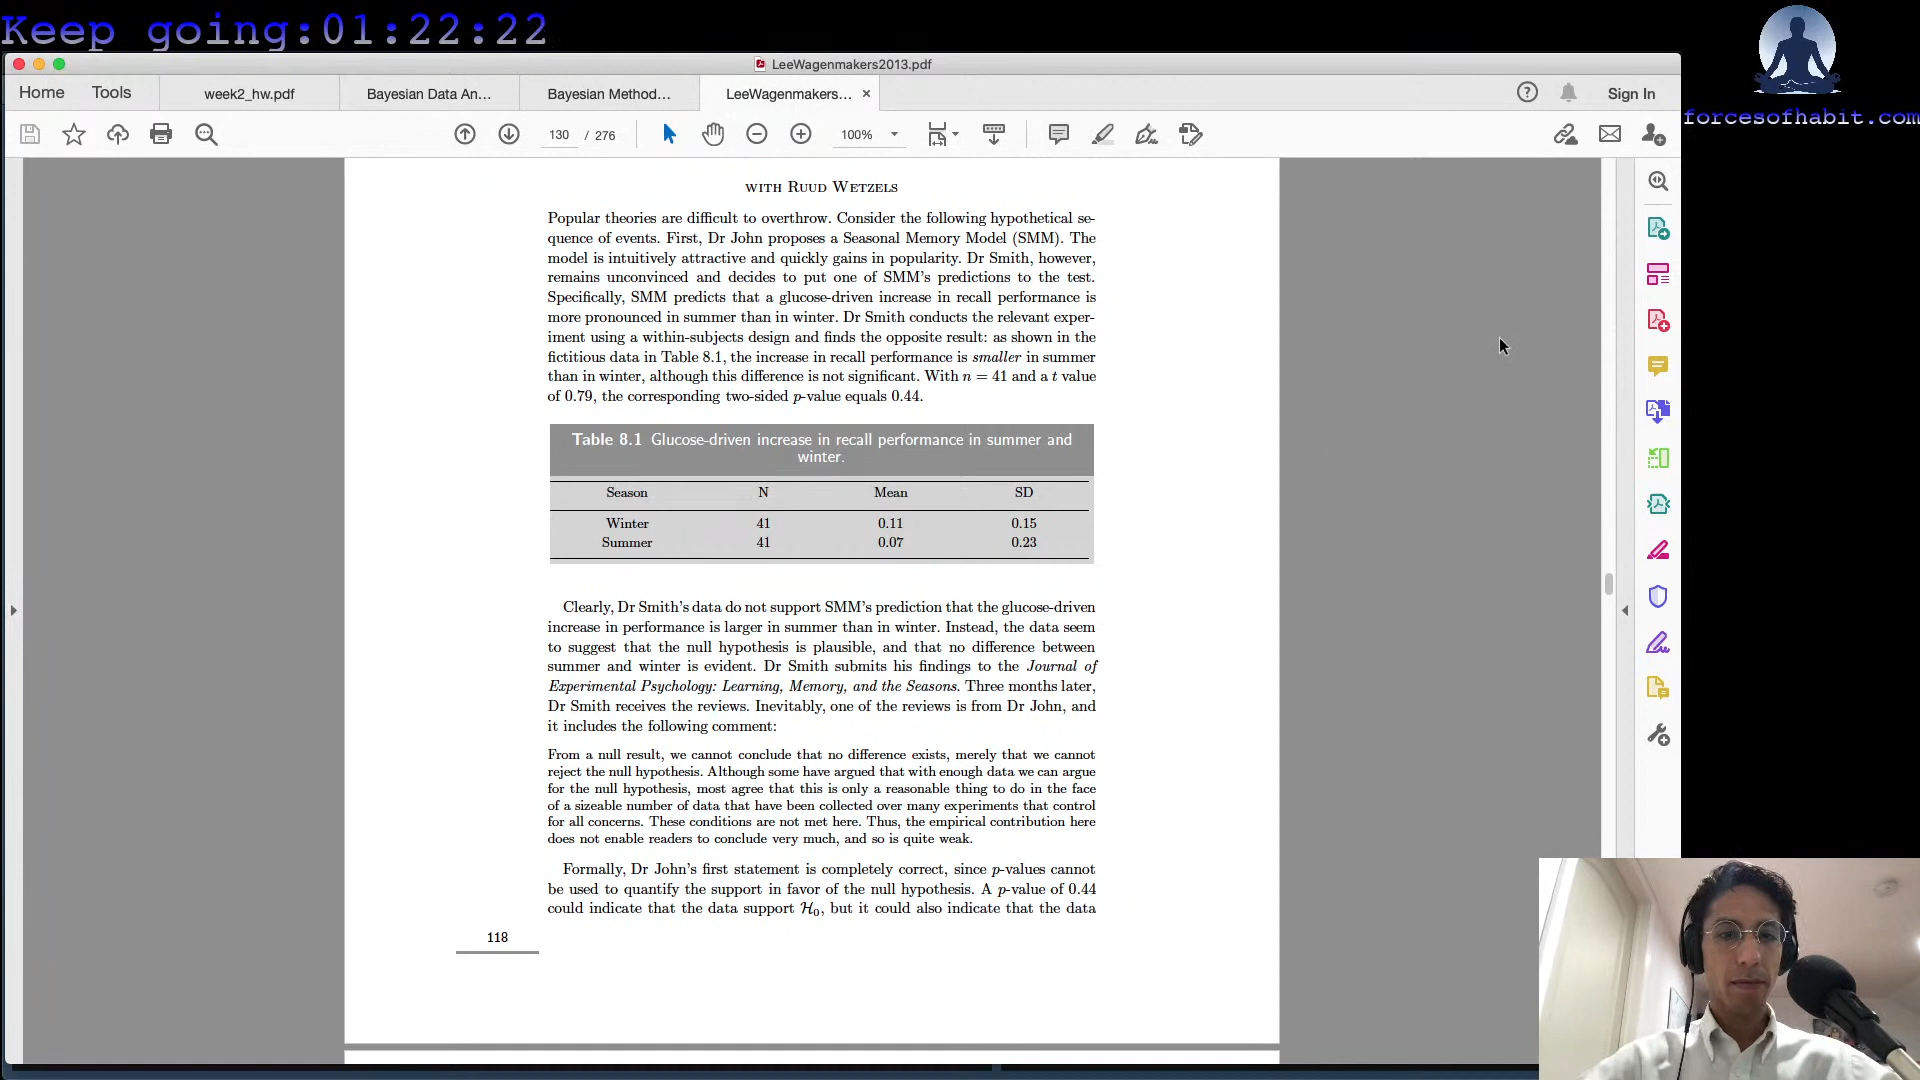 Keep going:01:22:22
forcesofhabit.com
LeeWagenmakers2013.pdf
Home Tools week2_hw.pdf Bayesian Data An... Bayesian Method... LeeWagenmakers... × Sign In
130 / 276 100%
WITH RUUD WETZELS
Popular theories are difficult to overthrow. Consider the following hypothetical se-
quence of events. First, Dr John proposes a Seasonal Memory Model (SMM). The
model is intuitively attractive and quickly gains in popularity. Dr Smith, however,
remains unconvinced and decides to put one of SMM's predictions to the test.
Specifically, SMM predicts that a glucose-driven increase in recall performance is
more pronounced in summer than in winter. Dr Smith conducts the relevant exper-
iment using a within-subjects design and finds the opposite result: as shown in the
fictitious data in Table 8.1, the increase in recall performance is smaller in summer
than in winter, although this difference is not significant. With n = 41 and a t value
of 0.79, the corresponding two-sided p-value equals 0.44.
Table 8.1 Glucose-driven increase in recall performance in summer and
winter.
Season N Mean SD
Winter 41 0.11 0.15
Summer 41 0.07 0.23
Clearly, Dr Smith's data do not support SMM's prediction that the glucose-driven
increase in performance is larger in summer than in winter. Instead, the data seem
to suggest that the null hypothesis is plausible, and that no difference between
summer and winter is evident. Dr Smith submits his findings to the Journal of
Experimental Psychology: Learning, Memory, and the Seasons. Three months later,
Dr Smith receives the reviews. Inevitably, one of the reviews is from Dr John, and
it includes the following comment:
From a null result, we cannot conclude that no difference exists, merely that we cannot
reject the null hypothesis. Although some have argued that with enough data we can argue
for the null hypothesis, most agree that this is only a reasonable thing to do in the face
of a sizeable number of data that have been collected over many experiments that control
for all concerns. These conditions are not met here. Thus, the empirical contribution here
does not enable readers to conclude very much, and so is quite weak.
Formally, Dr John's first statement is completely correct, since p-values cannot
be used to quantify the support in favor of the null hypothesis. A p-value of 0.44
could indicate that the data support H₀, but it could also indicate that the data
118